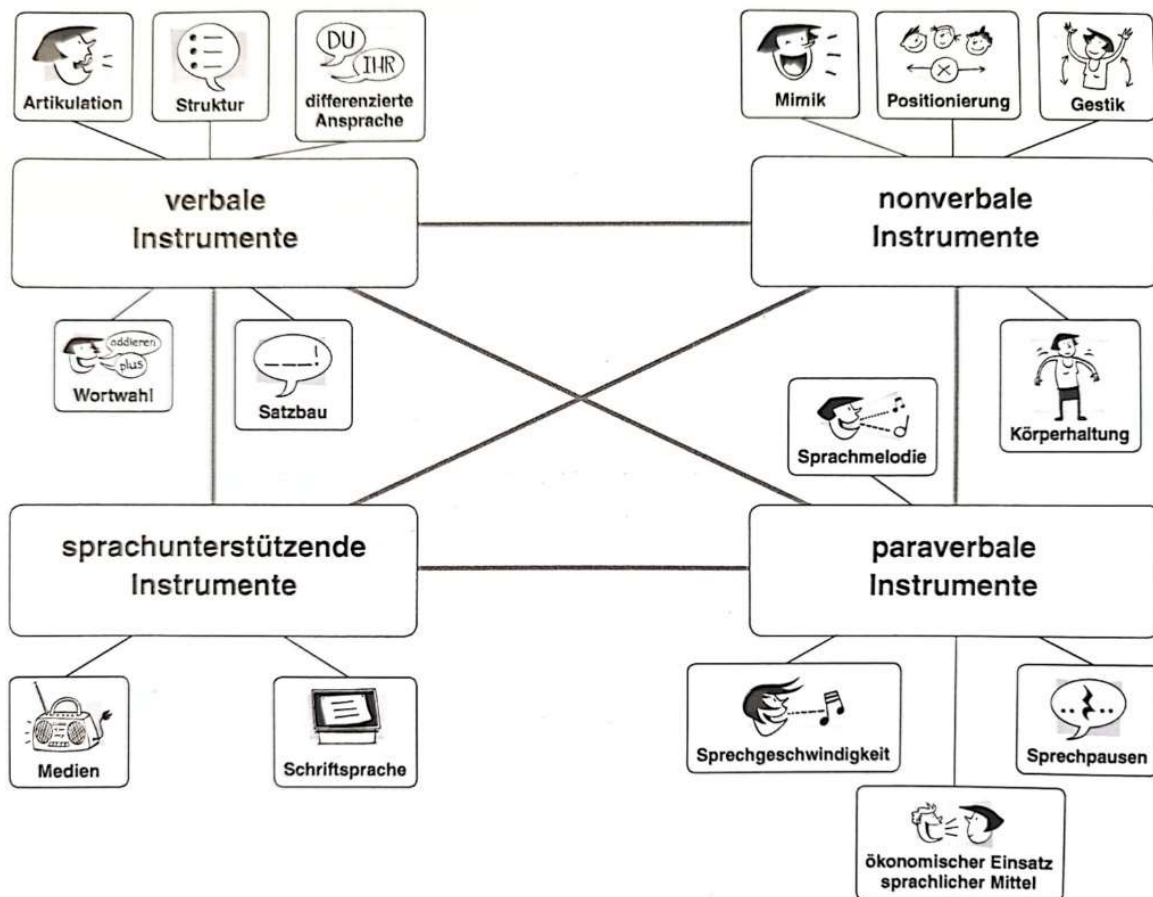 DU
IHR
Artikulation
Struktur
differenzierte
Ansprache
Mimik
Positionierung
Gestik
verbale
Instrumente
nonverbale
Instrumente
addieren
plus
Wortwahl
Satzbau
Sprachmelodie
Körperhaltung
sprachunterstützende
Instrumente
paraverbale
Instrumente
Medien
Schriftsprache
Sprechgeschwindigkeit
Sprechpausen
ökonomischer Einsatz
sprachlicher Mittel